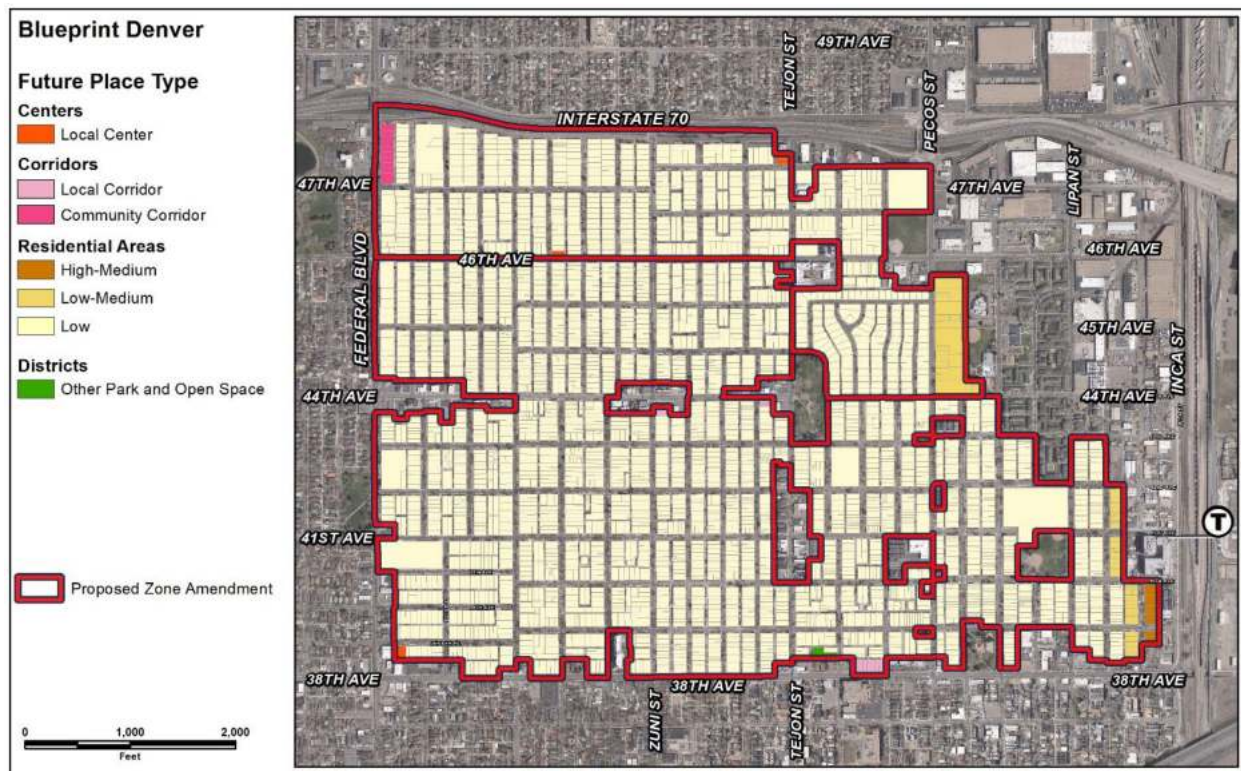 Blueprint Denver
Future Place Type
Centers
Local Center
Corridors
Local Corridor
Community Corridor
Residential Areas
High-Medium
Low-Medium
Low
Districts
Other Park and Open Space
Proposed Zone Amendment
0 1,000 2,000
Feet
49TH AVE
TEJON ST
INTERSTATE 70
PECOS ST
47TH AVE
47TH AVE
LIPAN ST
46TH AVE
46TH AVE
FEDERAL BLVD
45TH AVE
INCA ST
44TH AVE
44TH AVE
41ST AVE
T
38TH AVE
38TH AVE
38TH AVE
ZUNI ST
TEJON ST